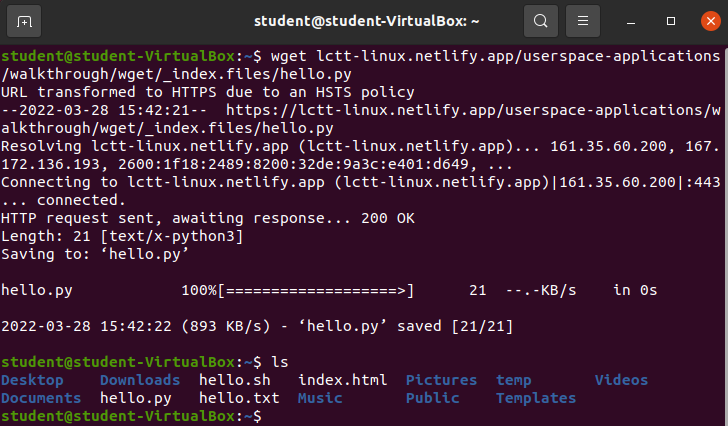 student@student-VirtualBox: ~
student@student-VirtualBox:~$ wget lctt-linux.netlify.app/userspace-applications
/walkthrough/wget/_index.files/hello.py
URL transformed to HTTPS due to an HSTS policy
--2022-03-28 15:42:21--  https://lctt-linux.netlify.app/userspace-applications/w
alkthrough/wget/_index.files/hello.py
Resolving lctt-linux.netlify.app (lctt-linux.netlify.app)... 161.35.60.200, 167.
172.136.193, 2600:1f18:2489:8200:32de:9a3c:e401:d649, ...
Connecting to lctt-linux.netlify.app (lctt-linux.netlify.app)|161.35.60.200|:443
... connected.
HTTP request sent, awaiting response... 200 OK
Length: 21 [text/x-python3]
Saving to: ‘hello.py’
hello.py            100%[===================>]      21  --.-KB/s    in 0s
2022-03-28 15:42:22 (893 KB/s) - ‘hello.py’ saved [21/21]
student@student-VirtualBox:~$ ls
Desktop    Downloads  hello.sh   index.html  Pictures  temp       Videos
Documents  hello.py   hello.txt  Music       Public    Templates
student@student-VirtualBox:~$